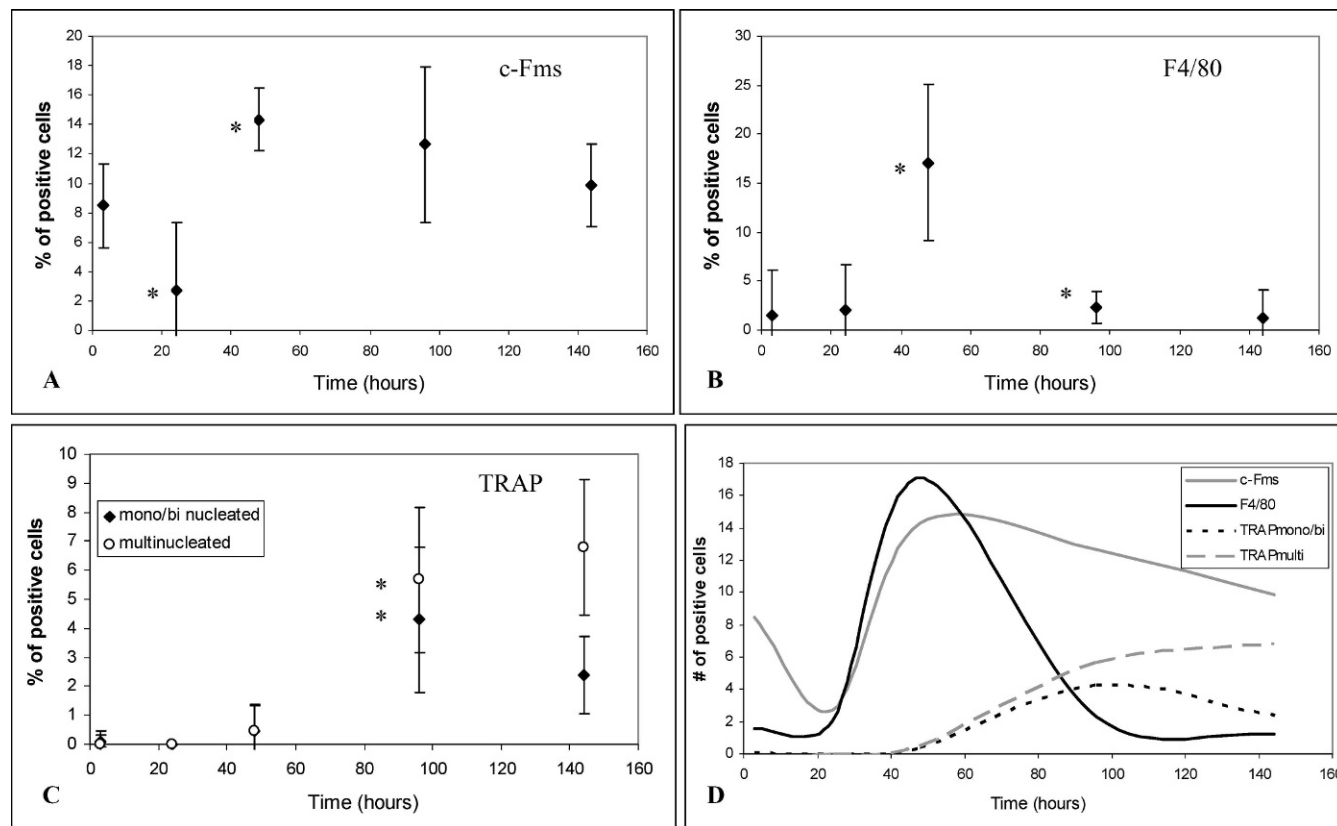 c-Fms
% of positive cells
20
18
16
14
12
10
8
6
4
2
0
*
*
0 20 40 60 80 100 120 140 160
Time (hours)
A
F4/80
% of positive cells
30
25
20
15
10
5
0
*
*
0 20 40 60 80 100 120 140 160
Time (hours)
B
TRAP
mono/bi nucleated
multinucleated
% of positive cells
10
9
8
7
6
5
4
3
2
1
0
*
*
0 20 40 60 80 100 120 140 160
Time (hours)
C
c-Fms
F4/80
TRAPmono/bi
TRAPmulti
# of positive cells
18
16
14
12
10
8
6
4
2
0
0 20 40 60 80 100 120 140 160
Time (hours)
D